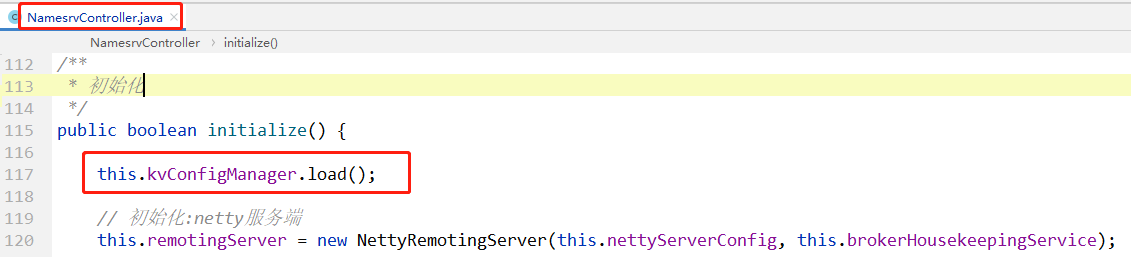 NamesrvController.java
NamesrvController > initialize()
112 /**
113 * 初始化
114 */
115 public boolean initialize() {
116
117 this.kvConfigManager.load();
118
119 // 初始化:netty服务端
120 this.remotingServer = new NettyRemotingServer(this.nettyServerConfig, this.brokerHousekeepingService);